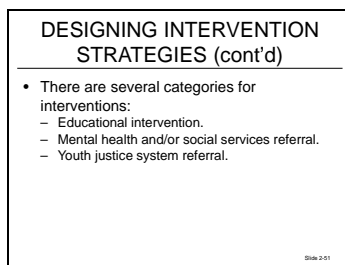 DESIGNING INTERVENTION
STRATEGIES (cont'd)
• There are several categories for
interventions:
– Educational intervention.
– Mental health and/or social services referral.
– Youth justice system referral.
Slide 2-51